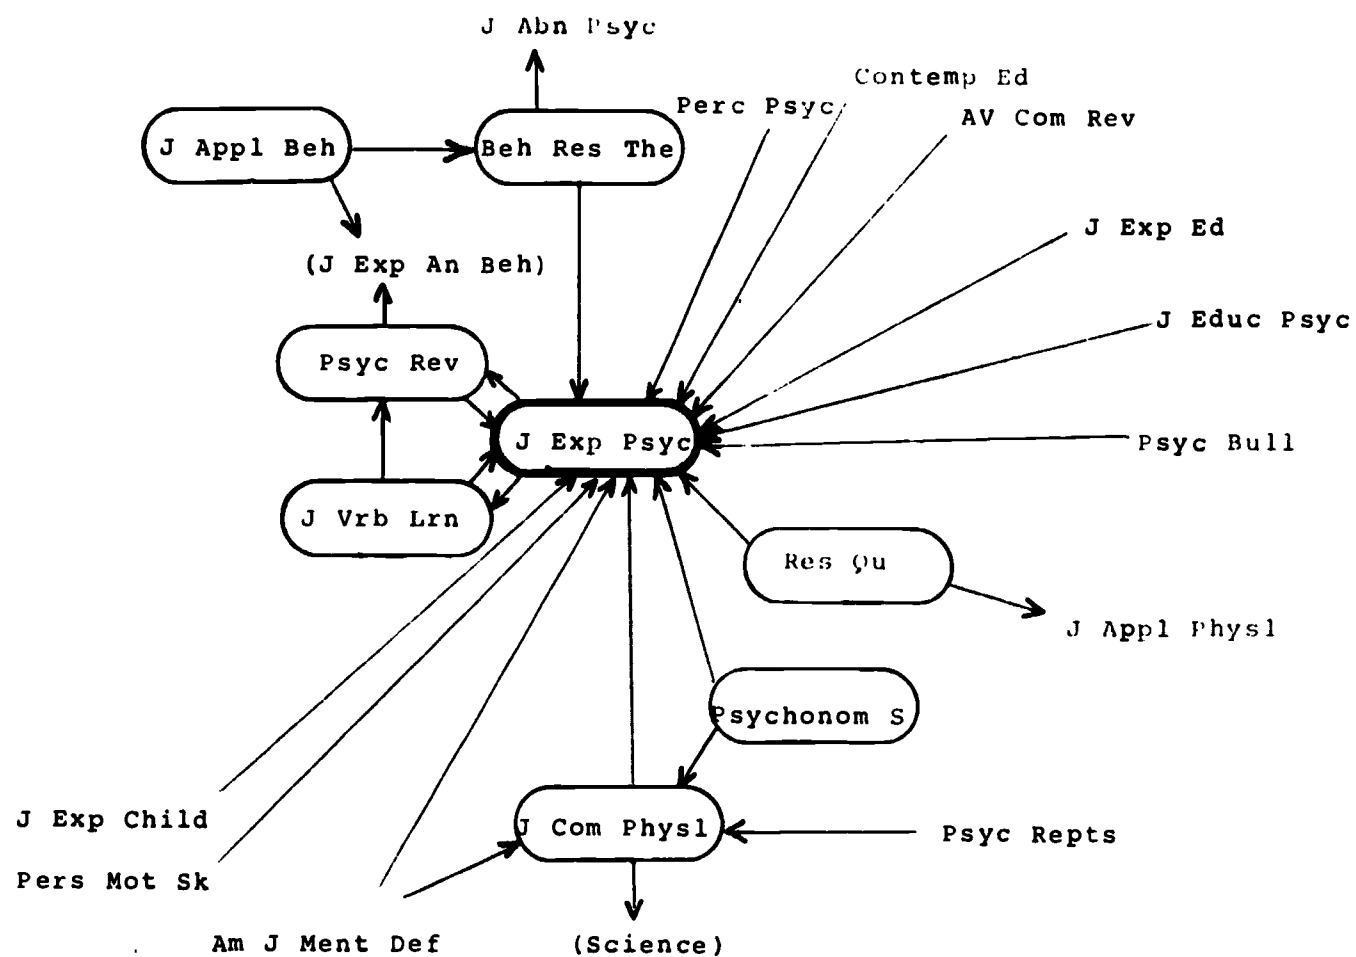 J Abn Psyc
Contemp Ed
Perc Psyc
AV Com Rev
J Appl Beh
Beh Res The
J Exp Ed
(J Exp An Beh)
J Educ Psyc
Psyc Rev
J Exp Psyc
Psyc Bull
J Vrb Lrn
Res Qu
J Appl Physl
Psychonom S
J Exp Child
J Com Physl
Psyc Repts
Pers Mot Sk
Am J Ment Def
(Science)